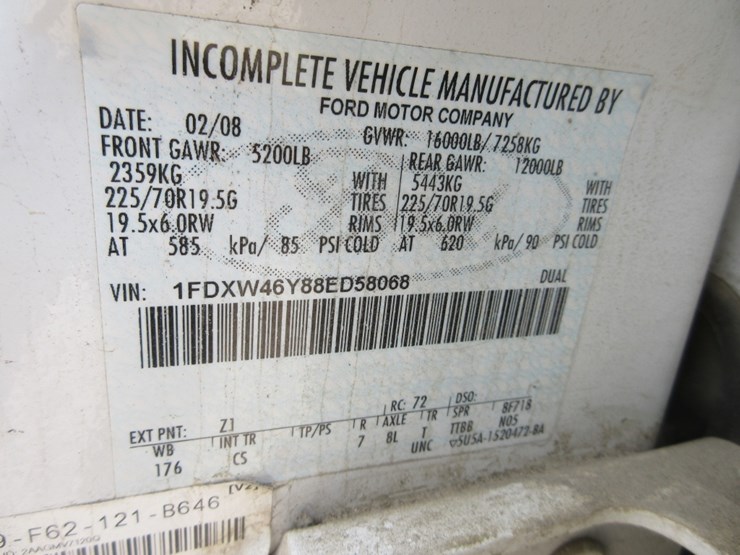 INCOMPLETE VEHICLE MANUFACTURED BY
FORD MOTOR COMPANY
DATE: 02/08 GVWR: 16000LB/ 7258KG
FRONT GAWR: 5200LB REAR GAWR: 12000LB
2359KG WITH 5443KG WITH
225/70R19.5G TIRES 225/70R19.5G TIRES
19.5x6.0RW RIMS 19.5x6.0RW RIMS
AT 585 kPa/ 85 PSI COLD AT 620 kPa/ 90 PSI COLD
VIN: 1FDXW46Y88ED58068 DUAL
RC: 72 DSO:
EXT PNT: Z1 TP/PS R AXLE TR SPR 8F718
WB INT TR 7 8L T TTBB N05
176 CS UNC 5U5A-1520472-BA
9-F62-121-B646